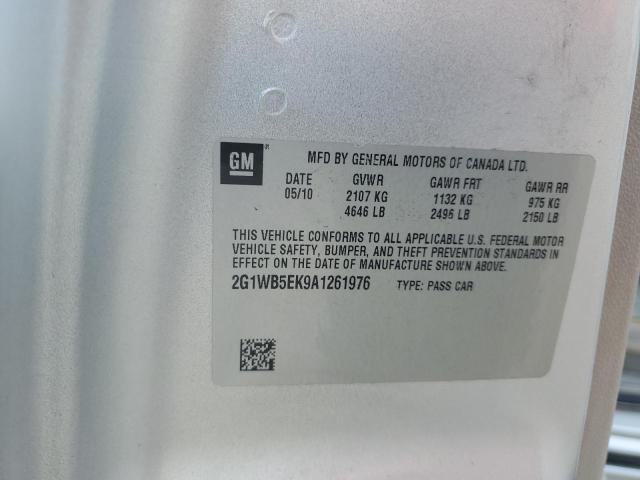 GM ® MFD BY GENERAL MOTORS OF CANADA LTD.
DATE GVWR GAWR FRT GAWR RR
05/10 2107 KG 1132 KG 975 KG
4646 LB 2496 LB 2150 LB
THIS VEHICLE CONFORMS TO ALL APPLICABLE U.S. FEDERAL MOTOR
VEHICLE SAFETY, BUMPER, AND THEFT PREVENTION STANDARDS IN
EFFECT ON THE DATE OF MANUFACTURE SHOWN ABOVE.
2G1WB5EK9A1261976 TYPE: PASS CAR